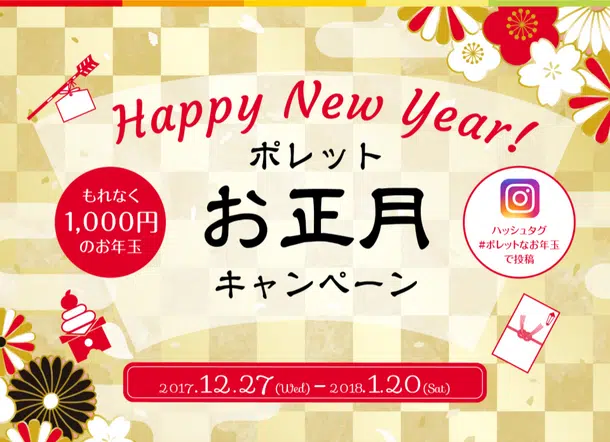 Happy New Year!
ポレット
お正月
キャンペーン
もれなく
1,000円
のお年玉
ハッシュタグ
#ポレットなお年玉
で投稿
2017.12.27(Wed)-2018.1.20(Sat)